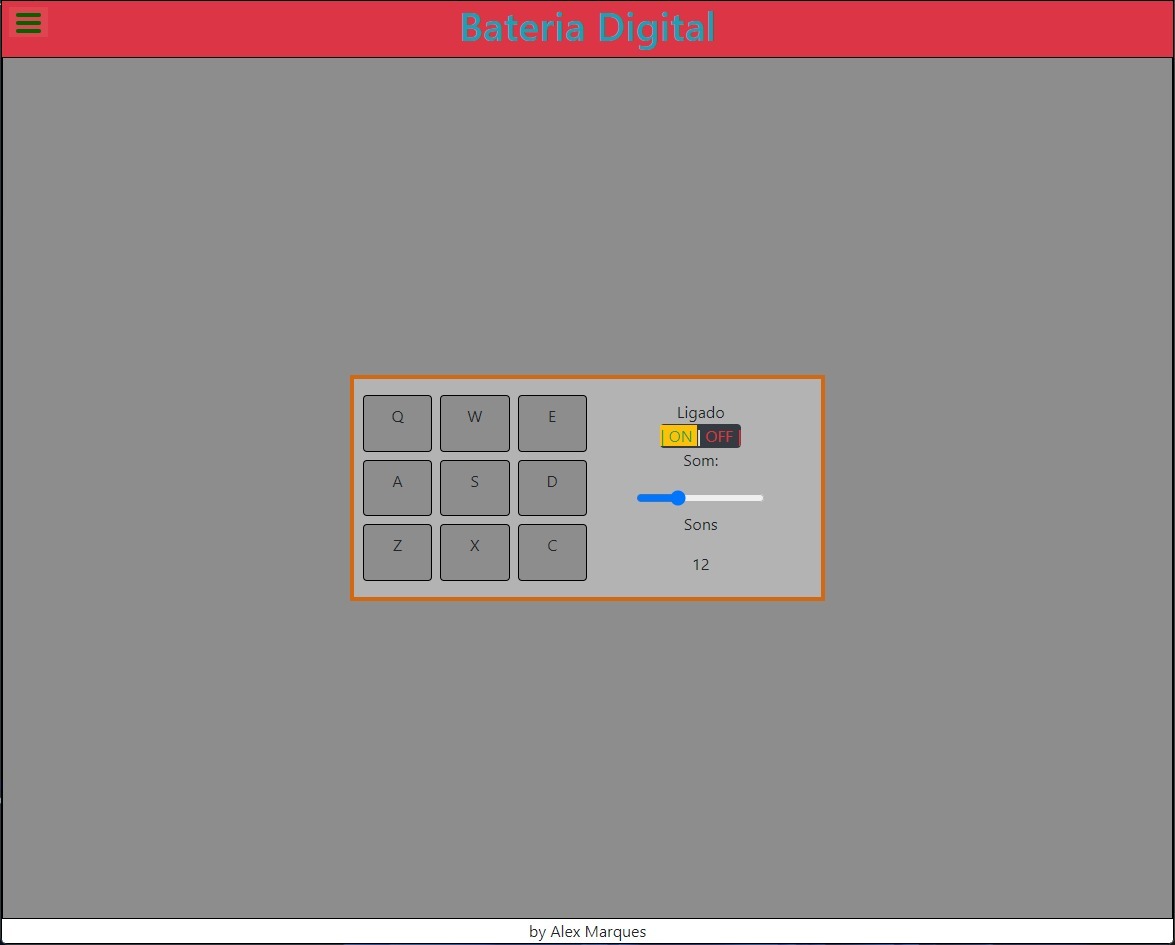 Bateria Digital
Q W E
A S D
Z X C
Ligado
| ON | OFF |
Som:
Sons
12
by Alex Marques